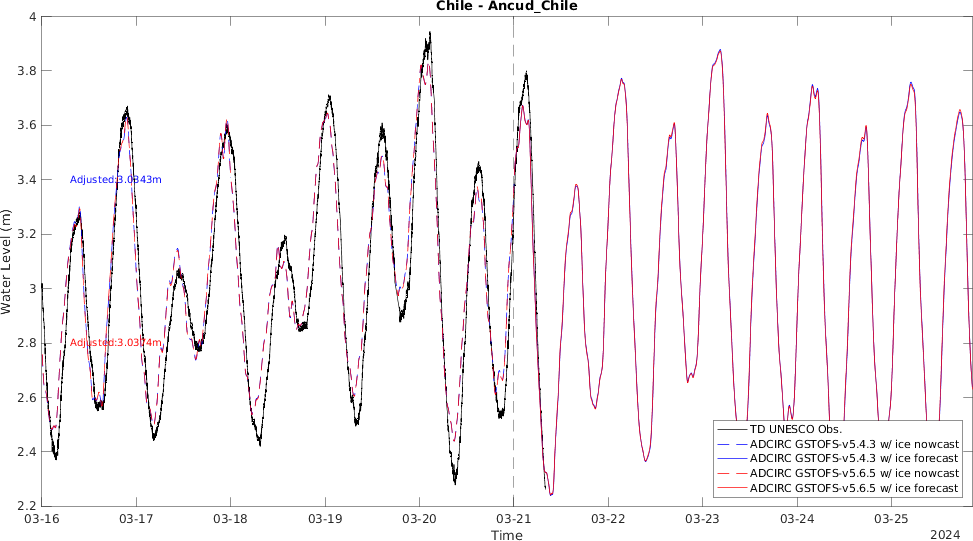 Chile - Ancud_Chile
4
3.8
3.6
3.4
3.2
3
2.8
2.6
2.4
2.2
Water Level (m)
Adjusted:3.0343m
Adjusted:3.0374m
TD UNESCO Obs.
ADCIRC GSTOFS-v5.4.3 w/ ice nowcast
ADCIRC GSTOFS-v5.4.3 w/ ice forecast
ADCIRC GSTOFS-v5.6.5 w/ ice nowcast
ADCIRC GSTOFS-v5.6.5 w/ ice forecast
03-16 03-17 03-18 03-19 03-20 03-21 03-22 03-23 03-24 03-25
Time
2024